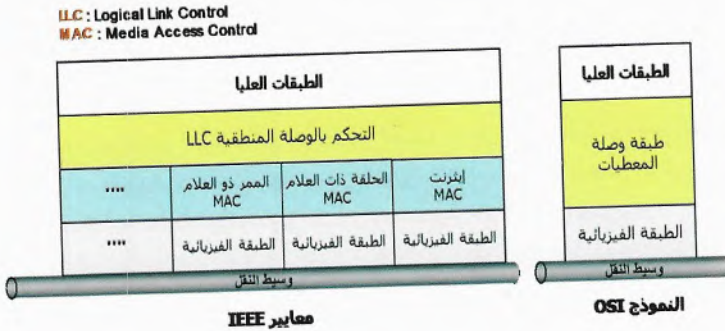 LLC : Logical Link Control
MAC : Media Access Control
الطبقات العليا
التحكم بالوصلة المنطقية LLC
إيثرنت
MAC
الحلقة ذات العلام
MAC
الممر ذو العلام
MAC
....
الطبقة الفيزيائية
الطبقة الفيزيائية
الطبقة الفيزيائية
....
وسيط النقل
معايير IEEE
الطبقات العليا
طبقة وصلة
المعطيات
الطبقة الفيزيائية
وسيط النقل
النموذج OSI